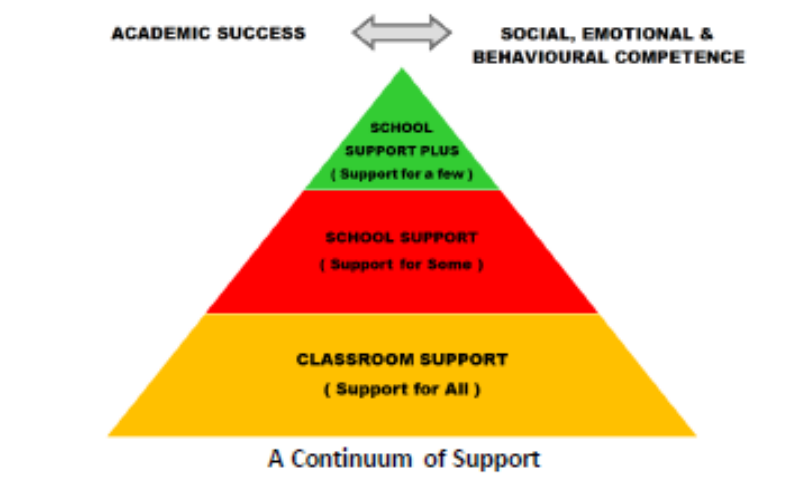 ACADEMIC SUCCESS
SOCIAL, EMOTIONAL &
BEHAVIOURAL COMPETENCE
SCHOOL
SUPPORT PLUS
( Support for a few )
SCHOOL SUPPORT
( Support for Some )
CLASSROOM SUPPORT
( Support for All )
A Continuum of Support